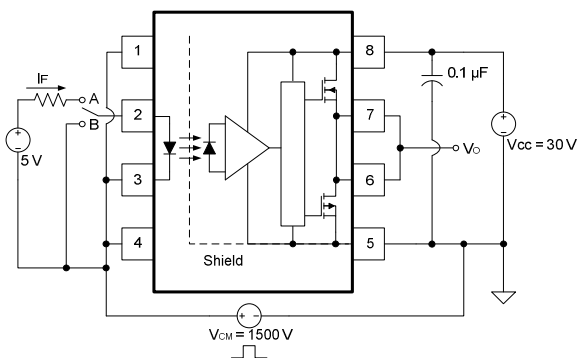 1
8
IF
A
0.1 µF
2
7
B
+
−
5 V
VO
+
−
VCC = 30 V
3
6
4
5
Shield
+ −
VCM = 1500 V